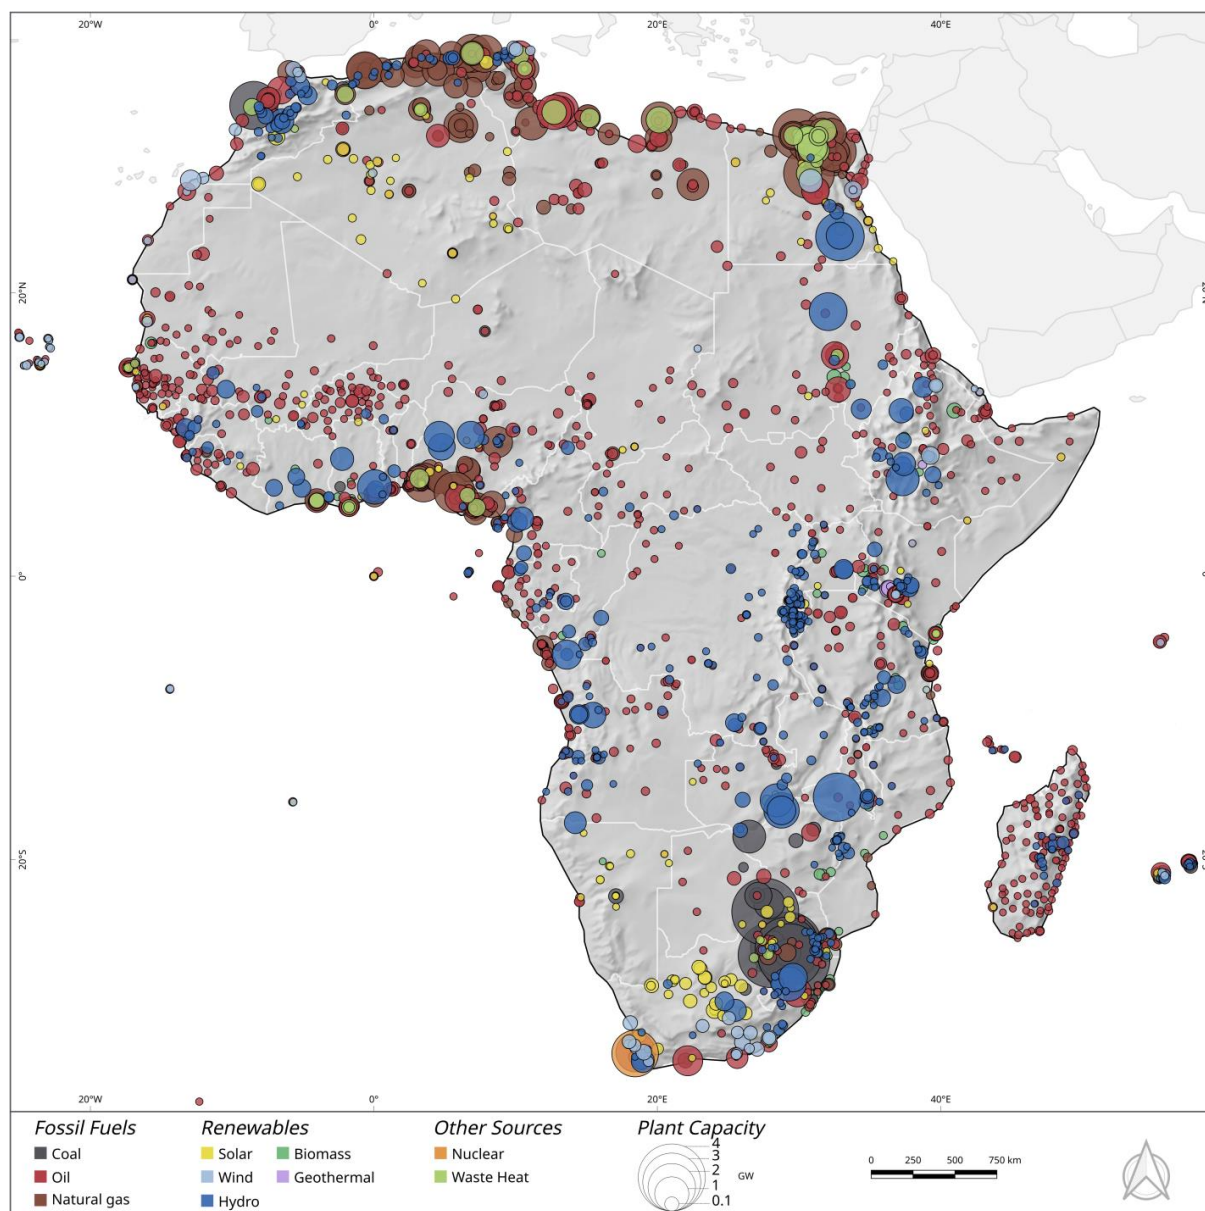 20°W 0° 20°E 40°E
20°N
0°
20°S
20°W 0° 20°E 40°E
Fossil Fuels
Coal
Oil
Natural gas
Renewables
Solar
Wind
Hydro
Biomass
Geothermal
Other Sources
Nuclear
Waste Heat
Plant Capacity
4
3
2
1
0.1
GW
0 250 500 750 km